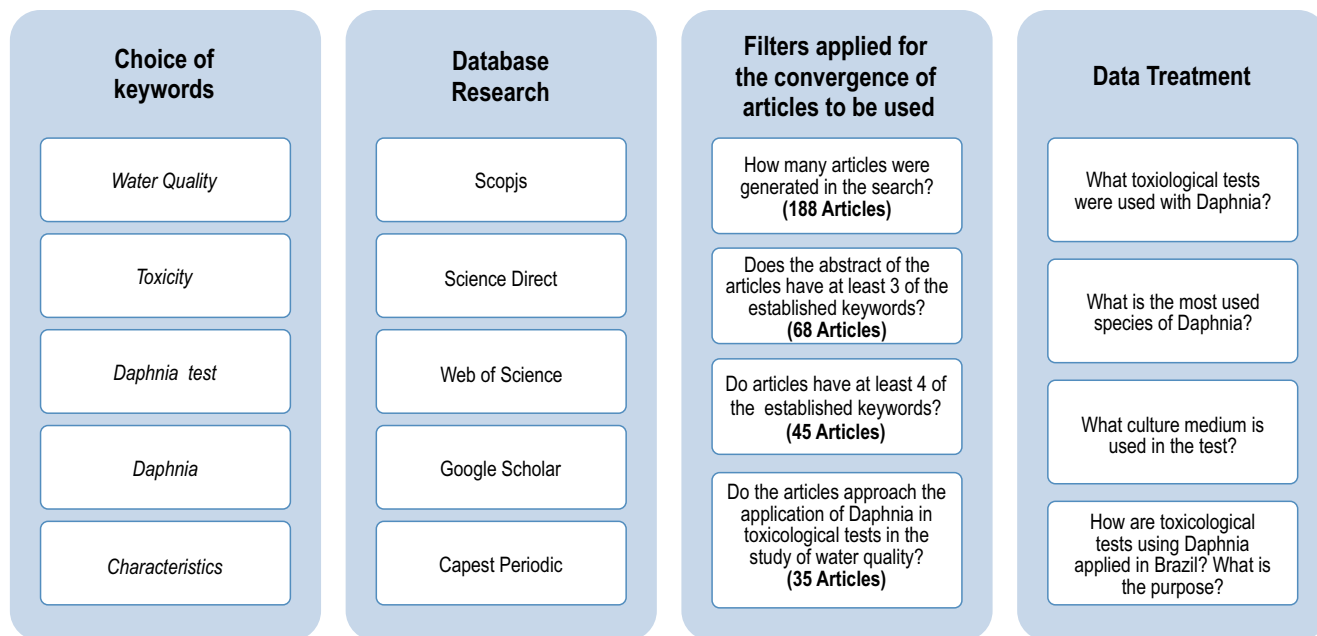 Choice of
keywords
Water Quality
Toxicity
Daphnia test
Daphnia
Characteristics
Database
Research
Scopjs
Science Direct
Web of Science
Google Scholar
Capest Periodic
Filters applied for
the convergence of
articles to be used
How many articles were
generated in the search?
(188 Articles)
Does the abstract of the
articles have at least 3 of the
established keywords?
(68 Articles)
Do articles have at least 4 of
the established keywords?
(45 Articles)
Do the articles approach the
application of Daphnia in
toxicological tests in the
study of water quality?
(35 Articles)
Data Treatment
What toxiological tests
were used with Daphnia?
What is the most used
species of Daphnia?
What culture medium is
used in the test?
How are toxicological
tests using Daphnia
applied in Brazil? What is
the purpose?